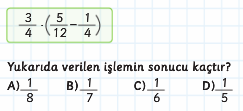 3/4 · (5/12 - 1/4)
Yukarıda verilen işlemin sonucu kaçtır?
A) 1/8 B) 1/7 C) 1/6 D) 1/5